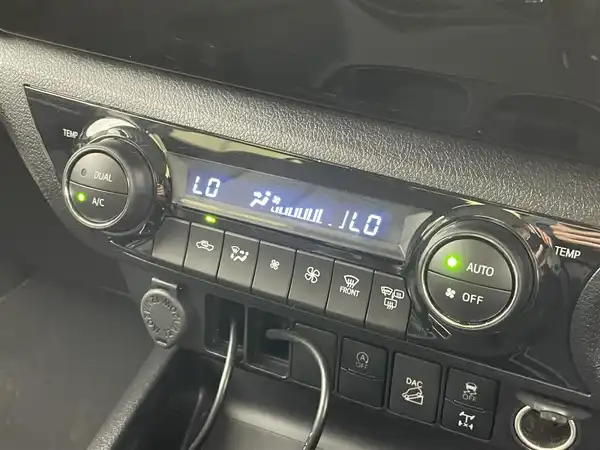 TEMP
DUAL
A/C
LO
LO
AUTO
OFF
TEMP
FRONT
OFF
DAC
OFF